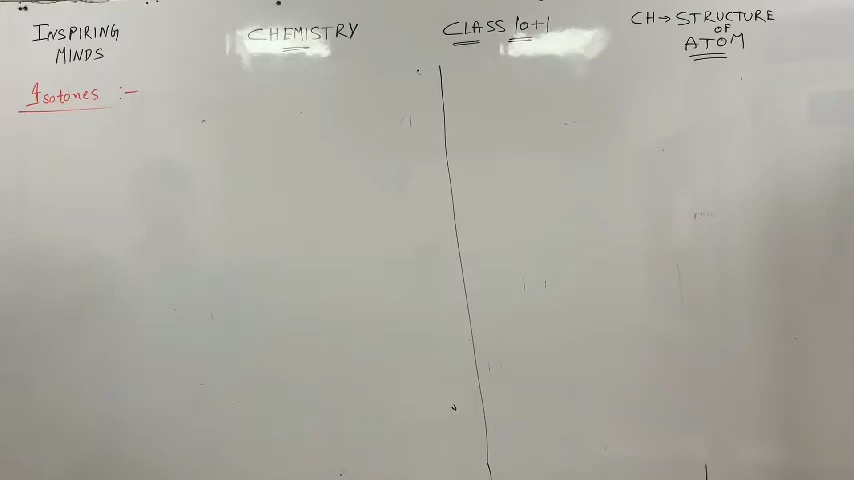 INSPIRING
MINDS
CHEMISTRY
CLASS 10+1
CH→ STRUCTURE
OF
ATOM
Isotones :-